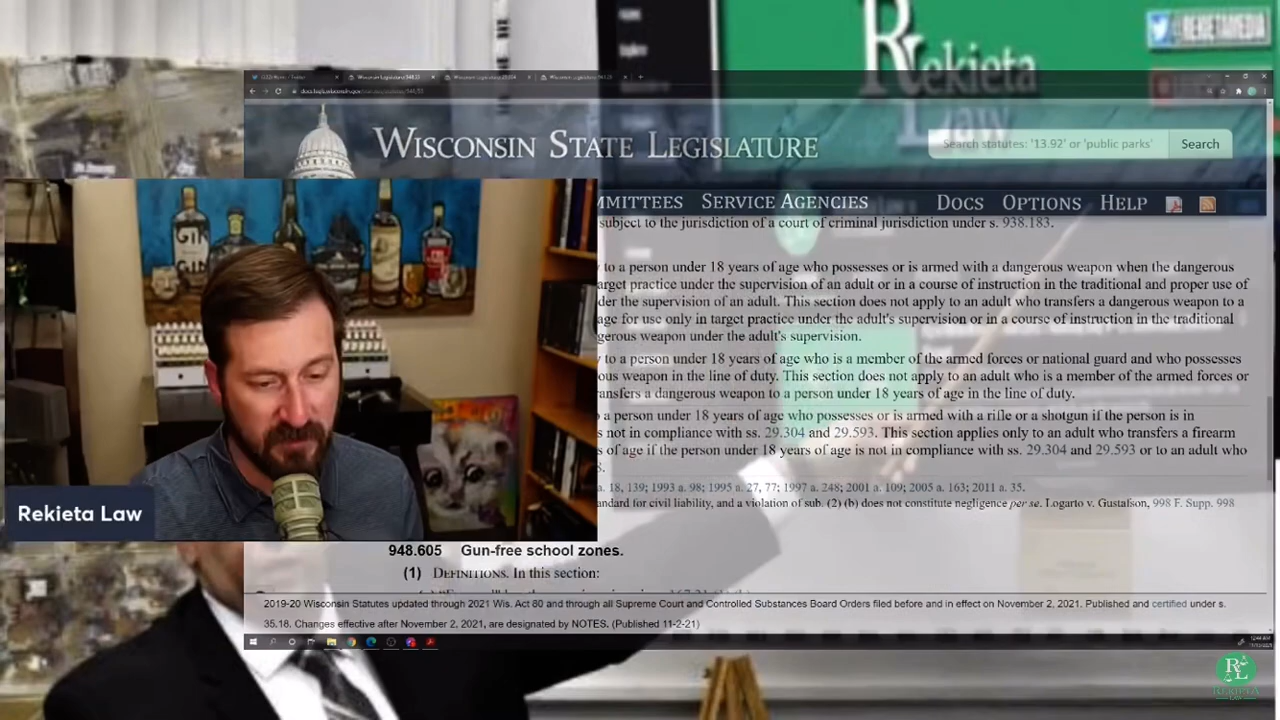 @REKIETAMEDIA
Rekieta
Law
WISCONSIN STATE LEGISLATURE
Search statutes: '13.92' or 'public parks'
Search
MMITTEES SERVICE AGENCIES DOCS OPTIONS HELP
subject to the jurisdiction of a court of criminal jurisdiction under s. 938.183.
to a person under 18 years of age who possesses or is armed with a dangerous weapon when the dangerous
arget practice under the supervision of an adult or in a course of instruction in the traditional and proper use of
der the supervision of an adult. This section does not apply to an adult who transfers a dangerous weapon to a
age for use only in target practice under the adult's supervision or in a course of instruction in the traditional
gerous weapon under the adult's supervision.
y to a person under 18 years of age who is a member of the armed forces or national guard and who possesses
ous weapon in the line of duty. This section does not apply to an adult who is a member of the armed forces or
ransfers a dangerous weapon to a person under 18 years of age in the line of duty.
o a person under 18 years of age who possesses or is armed with a rifle or a shotgun if the person is in
s not in compliance with ss. 29.304 and 29.593. This section applies only to an adult who transfers a firearm
s of age if the person under 18 years of age is not in compliance with ss. 29.304 and 29.593 or to an adult who
8.
a. 18, 139; 1993 a. 98; 1995 a. 27, 77; 1997 a. 248; 2001 a. 109; 2005 a. 163; 2011 a. 35.
andard for civil liability, and a violation of sub. (2) (b) does not constitute negligence per se. Logarto v. Gustafson, 998 F. Supp. 998
GIN
GIN
Rekieta Law
948.605 Gun-free school zones.
(1) DEFINITIONS. In this section:
2019-20 Wisconsin Statutes updated through 2021 Wis. Act 80 and through all Supreme Court and Controlled Substances Board Orders filed before and in effect on November 2, 2021. Published and certified under s.
35.18. Changes effective after November 2, 2021, are designated by NOTES. (Published 11-2-21)
RL
REKIETA
LAW